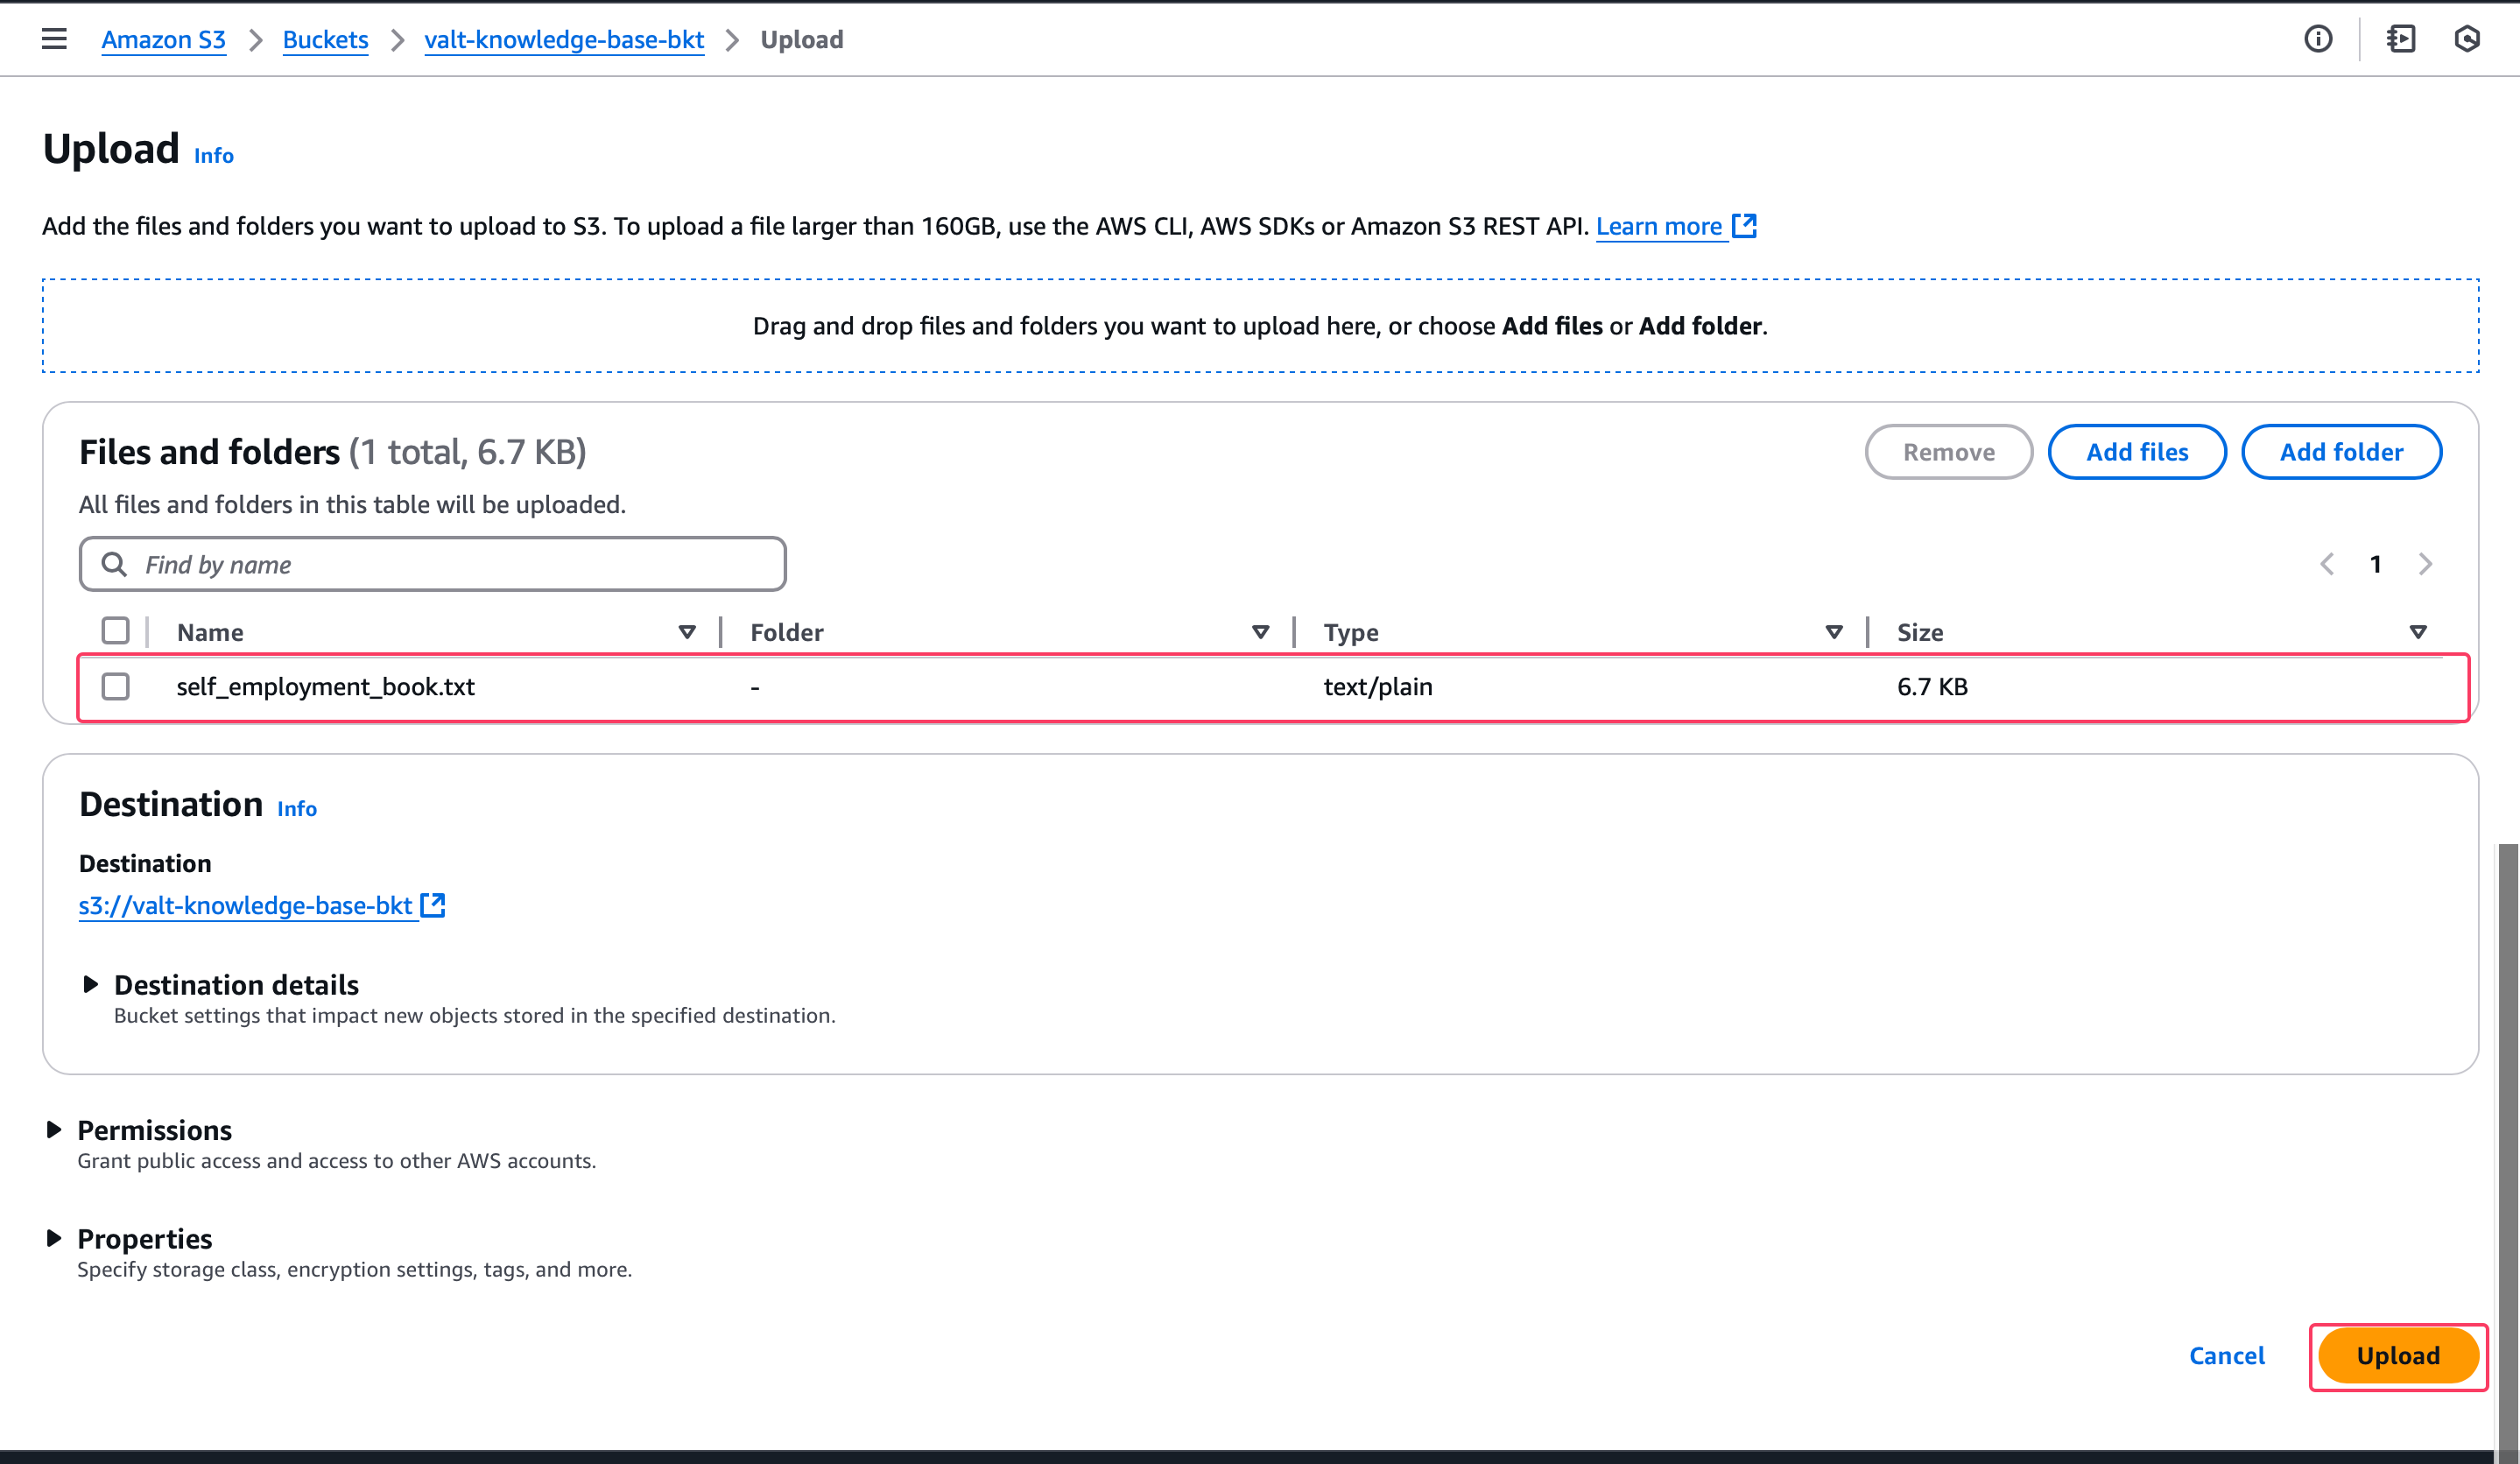 Amazon S3 > Buckets > valt-knowledge-base-bkt > Upload
Upload Info
Add the files and folders you want to upload to S3. To upload a file larger than 160GB, use the AWS CLI, AWS SDKs or Amazon S3 REST API. Learn more
Drag and drop files and folders you want to upload here, or choose Add files or Add folder.
Files and folders (1 total, 6.7 KB)
Remove Add files Add folder
All files and folders in this table will be uploaded.
Find by name
1
Name Folder Type Size
self_employment_book.txt - text/plain 6.7 KB
Destination Info
Destination
s3://valt-knowledge-base-bkt
Destination details
Bucket settings that impact new objects stored in the specified destination.
Permissions
Grant public access and access to other AWS accounts.
Properties
Specify storage class, encryption settings, tags, and more.
Cancel Upload